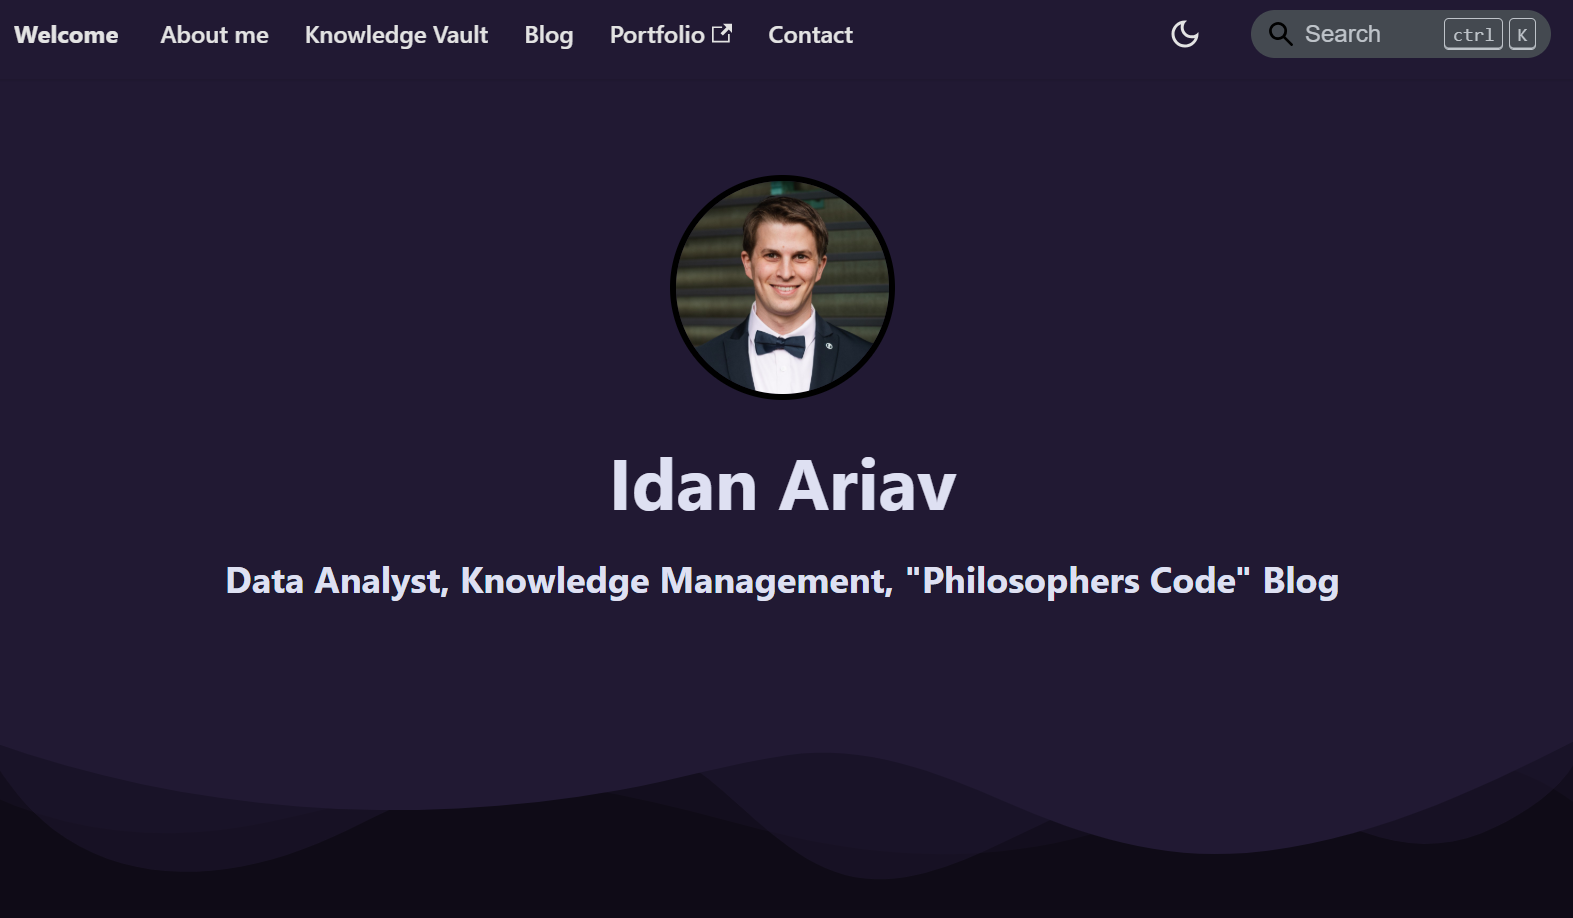 Welcome About me Knowledge Vault Blog Portfolio Contact Search ctrl K
Idan Ariav
Data Analyst, Knowledge Management, "Philosophers Code" Blog